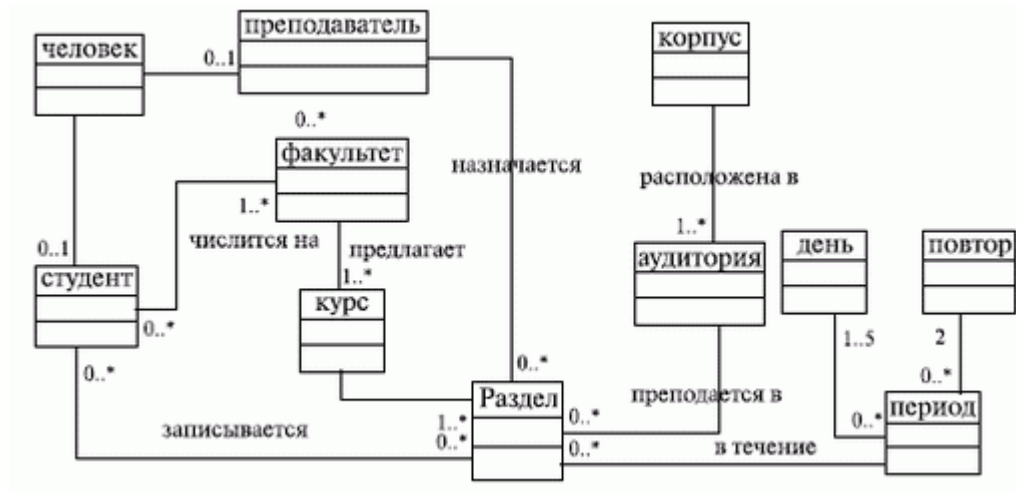 преподаватель
человек
корпус
0..1
0..*
факультет
назначается
расположена в
1..*
числится на
предлагает
1..*
0..1
студент
1..*
курс
аудитория
день
повтор
0..*
1..5
2
0..*
0..*
0..*
Раздел
преподается в
период
1..*
0..*
0..*
записывается
0..*
0..*
в течение